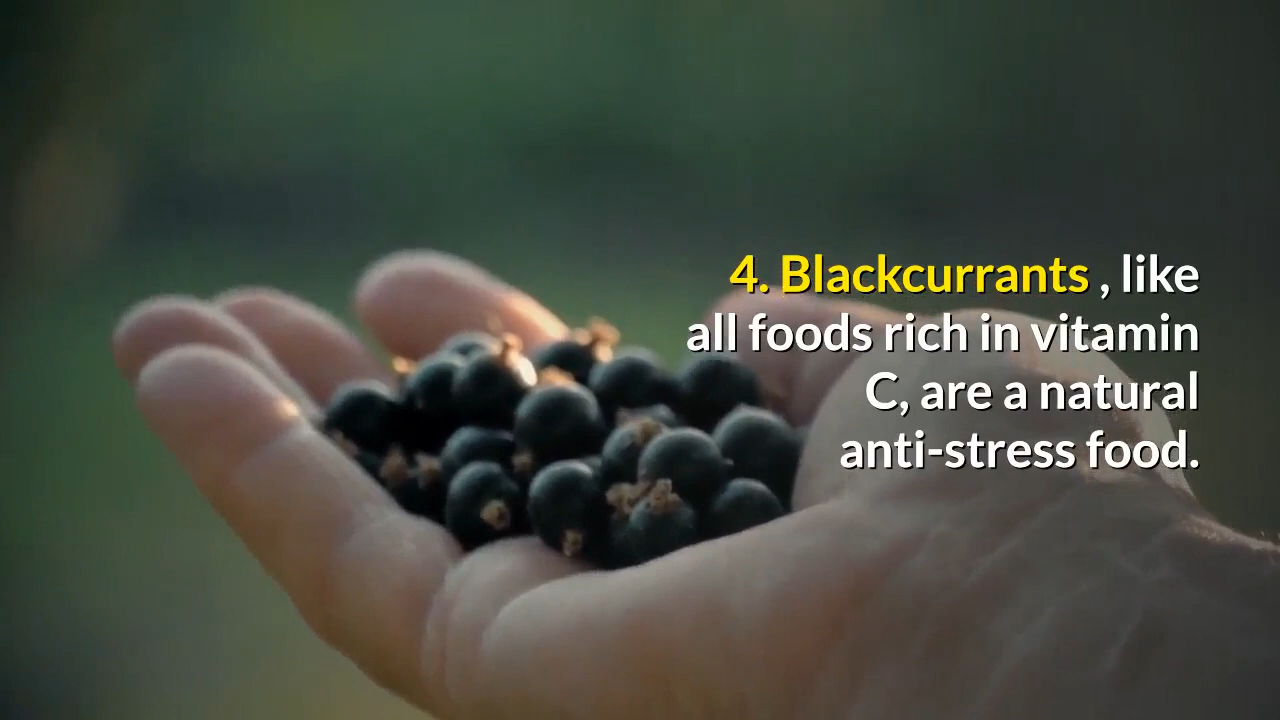 4. Blackcurrants , like
all foods rich in vitamin
C, are a natural
anti-stress food.